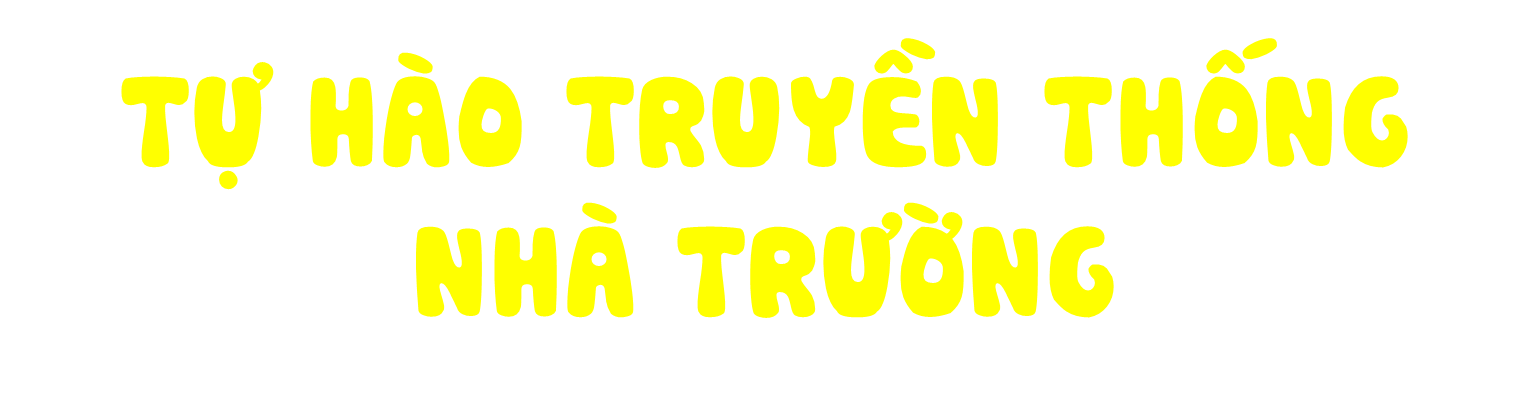 TỰ HÀO TRUYỀN THỐNG
NHÀ TRƯỜNG